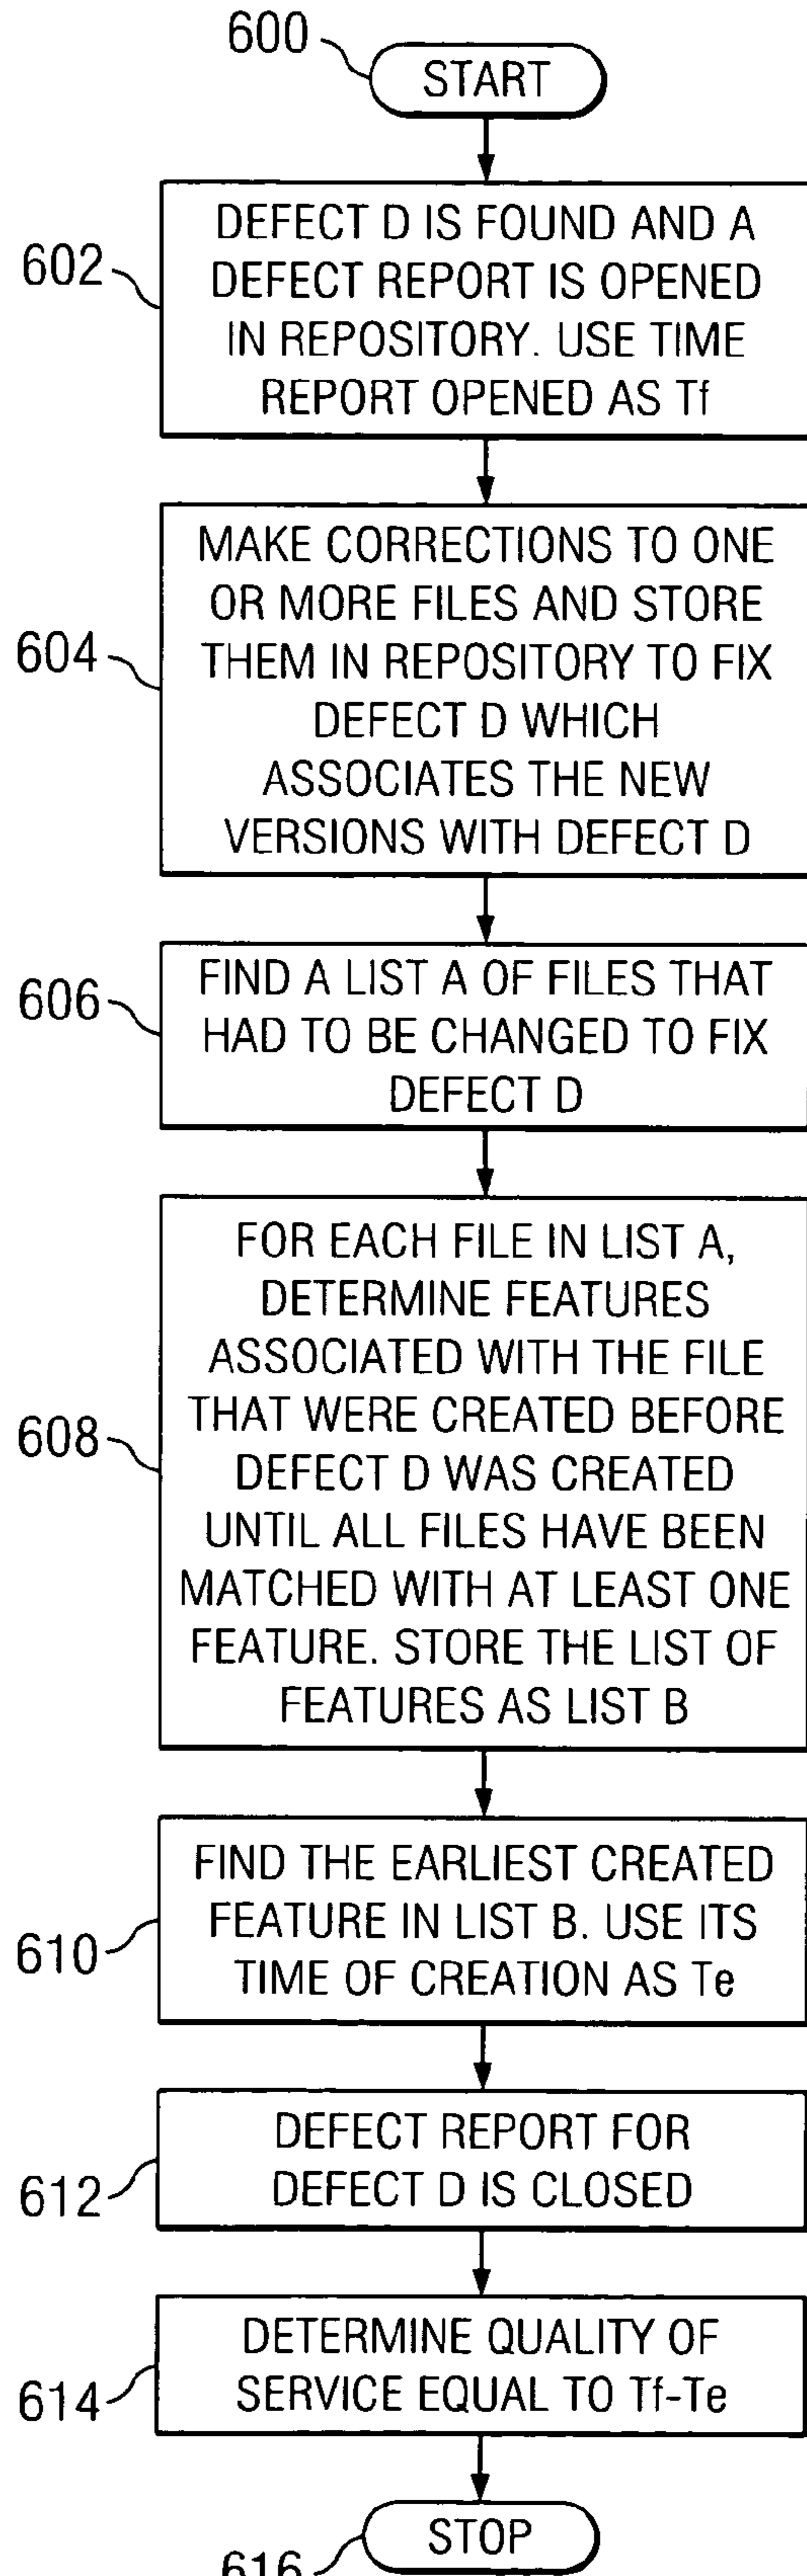 600
START
602
DEFECT D IS FOUND AND A
DEFECT REPORT IS OPENED
IN REPOSITORY. USE TIME
REPORT OPENED AS Tf
604
MAKE CORRECTIONS TO ONE
OR MORE FILES AND STORE
THEM IN REPOSITORY TO FIX
DEFECT D WHICH
ASSOCIATES THE NEW
VERSIONS WITH DEFECT D
606
FIND A LIST A OF FILES THAT
HAD TO BE CHANGED TO FIX
DEFECT D
608
FOR EACH FILE IN LIST A,
DETERMINE FEATURES
ASSOCIATED WITH THE FILE
THAT WERE CREATED BEFORE
DEFECT D WAS CREATED
UNTIL ALL FILES HAVE BEEN
MATCHED WITH AT LEAST ONE
FEATURE. STORE THE LIST OF
FEATURES AS LIST B
610
FIND THE EARLIEST CREATED
FEATURE IN LIST B. USE ITS
TIME OF CREATION AS Te
612
DEFECT REPORT FOR
DEFECT D IS CLOSED
614
DETERMINE QUALITY OF
SERVICE EQUAL TO Tf-Te
616
STOP